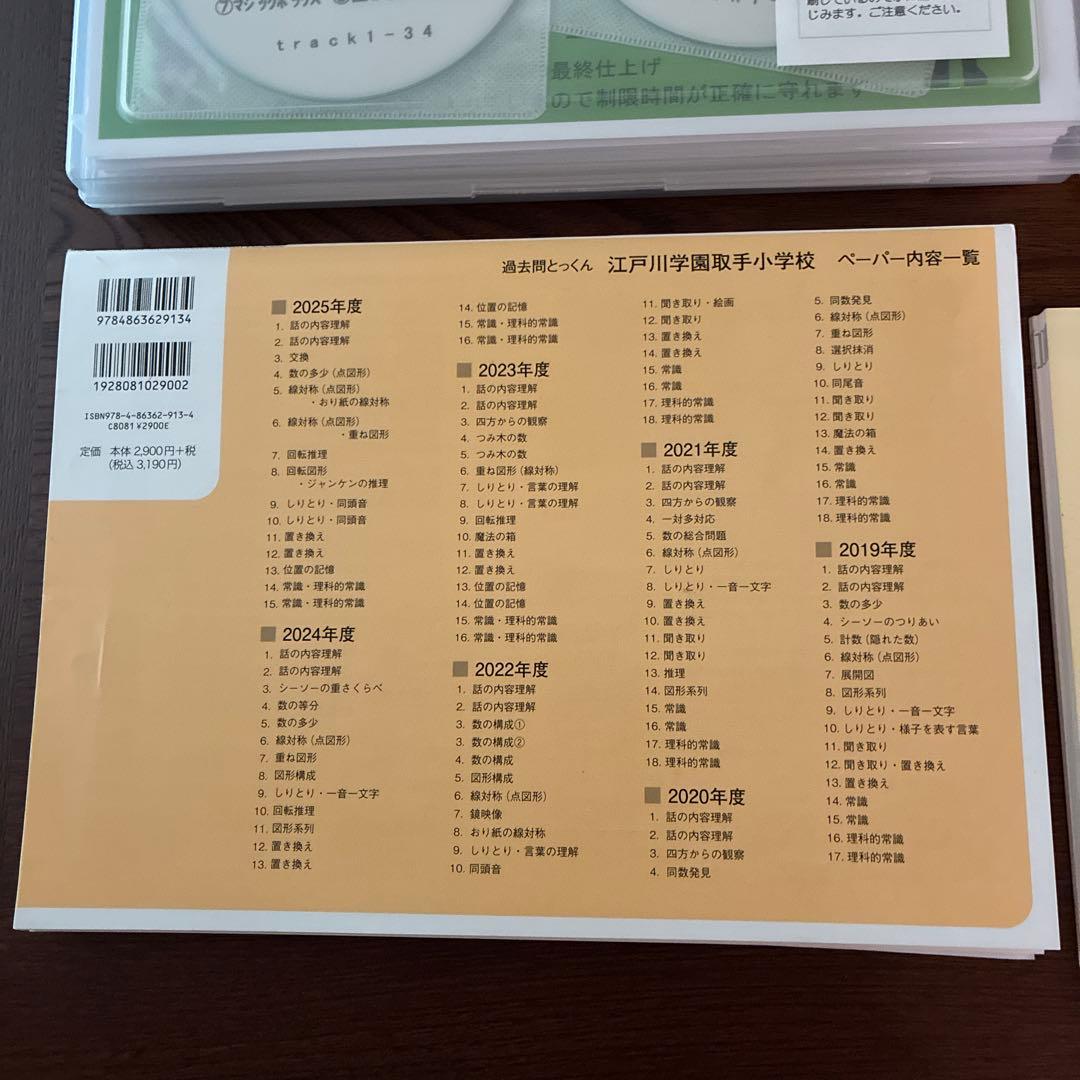 ⑦マジックボックス
track1-34
じみます。ご注意ください。
最終仕上げ
ので制限時間が正確に守れます
9784863629134
1928081029002
ISBN978-4-86362-913-4
C8081 ¥2900E
定価 本体 2,900円+税
(税込 3,190円)
過去問とっくん 江戸川学園取手小学校 ペーパー内容一覧
2025年度
1. 話の内容理解
2. 話の内容理解
3. 交換
4. 数の多少(点図形)
5. 線対称(点図形)
・おり紙の線対称
6. 線対称(点図形)
・重ね図形
7. 回転推理
8. 回転図形
・ジャンケンの推理
9. しりとり・同頭音
10. しりとり・同頭音
11. 置き換え
12. 置き換え
13. 位置の記憶
14. 常識・理科的常識
15. 常識・理科的常識
2024年度
1. 話の内容理解
2. 話の内容理解
3. シーソーの重さくらべ
4. 数の等分
5. 数の多少
6. 線対称(点図形)
7. 重ね図形
8. 図形構成
9. しりとり・一音一文字
10. 回転推理
11. 図形系列
12. 置き換え
13. 置き換え
14. 位置の記憶
15. 常識・理科的常識
16. 常識・理科的常識
2023年度
1. 話の内容理解
2. 話の内容理解
3. 四方からの観察
4. つみ木の数
5. つみ木の数
6. 重ね図形(線対称)
7. しりとり・言葉の理解
8. しりとり・言葉の理解
9. 回転推理
10. 魔法の箱
11. 置き換え
12. 置き換え
13. 位置の記憶
14. 位置の記憶
15. 常識・理科的常識
16. 常識・理科的常識
2022年度
1. 話の内容理解
2. 話の内容理解
3. 数の構成①
3. 数の構成②
4. 数の構成
5. 図形構成
6. 線対称(点図形)
7. 鏡映像
8. おり紙の線対称
9. しりとり・言葉の理解
10. 同頭音
11. 聞き取り・絵画
12. 聞き取り
13. 置き換え
14. 置き換え
15. 常識
16. 常識
17. 理科的常識
18. 理科的常識
2021年度
1. 話の内容理解
2. 話の内容理解
3. 四方からの観察
4. 一対多対応
5. 数の総合問題
6. 線対称(点図形)
7. しりとり
8. しりとり・一音一文字
9. 置き換え
10. 置き換え
11. 聞き取り
12. 聞き取り
13. 推理
14. 図形系列
15. 常識
16. 常識
17. 理科的常識
18. 理科的常識
2020年度
1. 話の内容理解
2. 話の内容理解
3. 四方からの観察
4. 同数発見
5. 同数発見
6. 線対称(点図形)
7. 重ね図形
8. 選択抹消
9. しりとり
10. 同尾音
11. 聞き取り
12. 聞き取り
13. 魔法の箱
14. 置き換え
15. 常識
16. 常識
17. 理科的常識
18. 理科的常識
2019年度
1. 話の内容理解
2. 話の内容理解
3. 数の多少
4. シーソーのつりあい
5. 計数(隠れた数)
6. 線対称(点図形)
7. 展開図
8. 図形系列
9. しりとり・一音一文字
10. しりとり・様子を表す言葉
11. 聞き取り
12. 聞き取り・置き換え
13. 置き換え
14. 常識
15. 常識
16. 理科的常識
17. 理科的常識